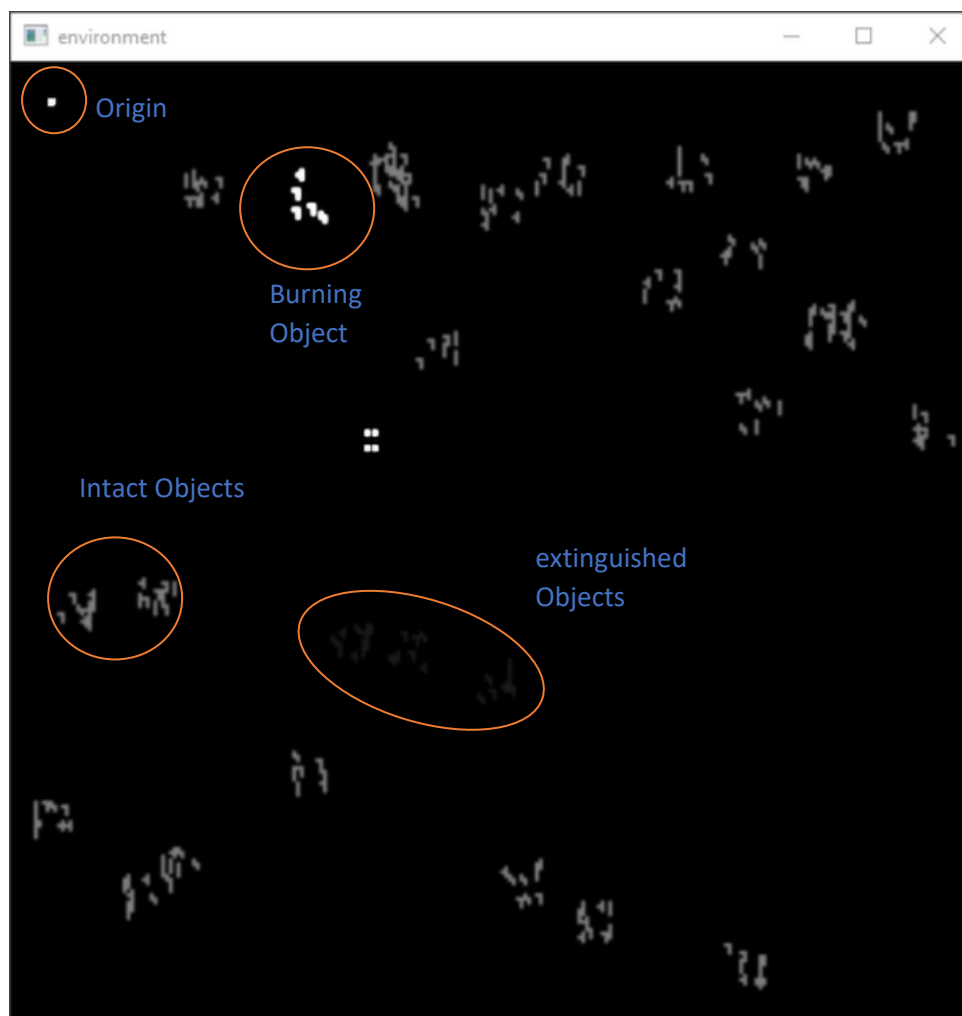 environment
Origin
Burning
Object
Intact Objects
extinguished
Objects